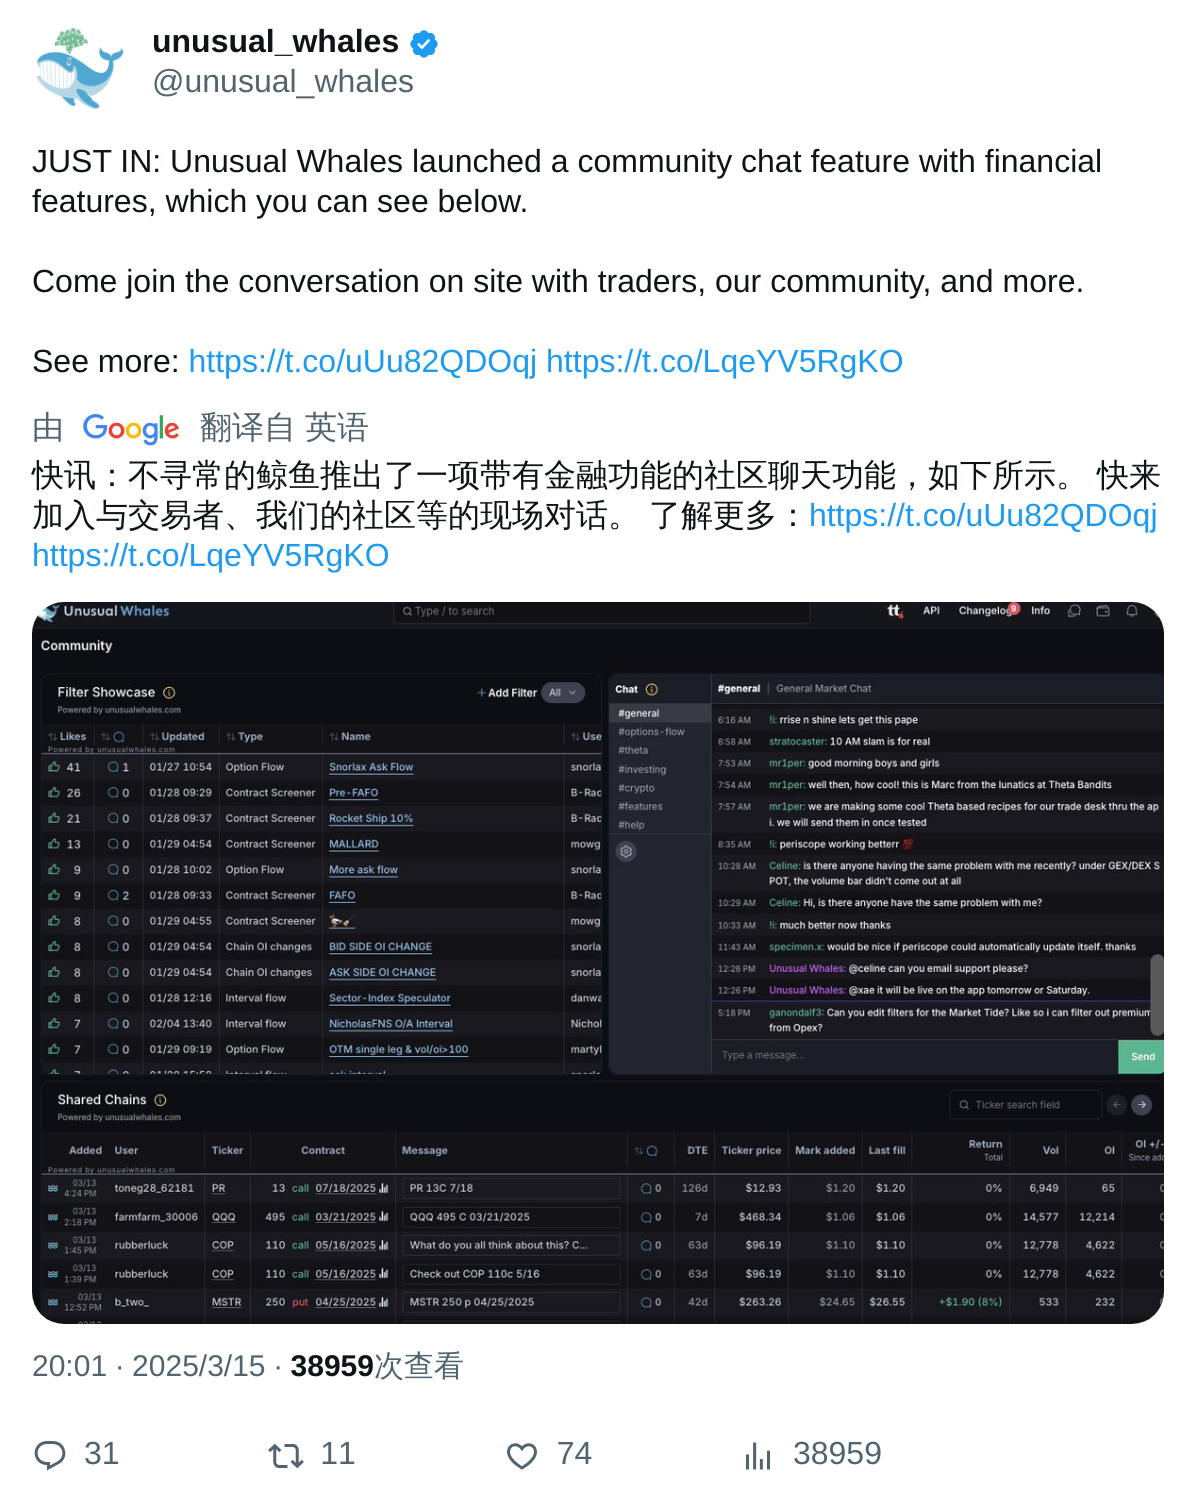 unusual_whales
@unusual_whales
JUST IN: Unusual Whales launched a community chat feature with financial
features, which you can see below.
Come join the conversation on site with traders, our community, and more.
See more: https://t.co/uUu82QDOqj https://t.co/LqeYV5RgKO
由 Google 翻译自 英语
快讯：不寻常的鲸鱼推出了一项带有金融功能的社区聊天功能，如下所示。 快来
加入与交易者、我们的社区等的现场对话。 了解更多：https://t.co/uUu82QDOqj
https://t.co/LqeYV5RgKO
Unusual Whales
Type / to search
tt API Changelog 9 Info
Community
Filter Showcase
+ Add Filter All
Powered by unusualwhales.com
Likes Updated Type Name Use
Powered by unusualwhales.com
41 1 01/27 10:54 Option Flow Snorlax Ask Flow snorla
26 0 01/28 09:29 Contract Screener Pre-FAFO B-Rad
21 0 01/28 09:37 Contract Screener Rocket Ship 10% B-Rad
13 0 01/29 04:54 Contract Screener MALLARD mowg
9 0 01/28 10:02 Option Flow More ask flow snorla
9 2 01/28 09:33 Contract Screener FAFO B-Rad
8 0 01/29 04:55 Contract Screener mowg
8 0 01/29 04:54 Chain OI changes BID SIDE OI CHANGE snorla
8 0 01/29 04:54 Chain OI changes ASK SIDE OI CHANGE snorla
8 0 01/28 12:16 Interval flow Sector-Index Speculator danwa
7 0 02/04 13:40 Interval flow NicholasFNS O/A Interval Nichol
7 0 01/29 09:19 Option Flow OTM single leg & vol/oi>100 martyl
Chat
#general
#options-flow
#theta
#investing
#crypto
#features
#help
#general | General Market Chat
6:16 AM !i: rrise n shine lets get this pape
6:58 AM stratocaster: 10 AM slam is for real
7:53 AM mr1per: good morning boys and girls
7:54 AM mr1per: well then, how cool! this is Marc from the lunatics at Theta Bandits
7:57 AM mr1per: we are making some cool Theta based recipes for our trade desk thru the ap
i. we will send them in once tested
8:35 AM !i: periscope working betterr 💯
10:28 AM Celine: is there anyone having the same problem with me recently? under GEX/DEX S
POT, the volume bar didn't come out at all
10:29 AM Celine: Hi, is there anyone have the same problem with me?
10:33 AM !i: much better now thanks
11:43 AM specimen.x: would be nice if periscope could automatically update itself. thanks
12:26 PM Unusual Whales: @celine can you email support please?
12:26 PM Unusual Whales: @xae it will be live on the app tomorrow or Saturday.
5:18 PM ganondalf3: Can you edit filters for the Market Tide? Like so i can filter out premium
from Opex?
Type a message...
Send
Shared Chains
Powered by unusualwhales.com
Ticker search field
Added User Ticker Contract Message DTE Ticker price Mark added Last fill Return Total Vol OI OI +/- Since add
Powered by unusualwhales.com
03/13 4:24 PM toneg28_62181 PR 13 call 07/18/2025 PR 13C 7/18 0 126d $12.93 $1.20 $1.20 0% 6,949 65
03/13 2:18 PM farmfarm_30006 QQQ 495 call 03/21/2025 QQQ 495 C 03/21/2025 0 7d $468.34 $1.06 $1.06 0% 14,577 12,214
03/13 1:45 PM rubberluck COP 110 call 05/16/2025 What do you all think about this? C... 0 63d $96.19 $1.10 $1.10 0% 12,778 4,622
03/13 1:39 PM rubberluck COP 110 call 05/16/2025 Check out COP 110c 5/16 0 63d $96.19 $1.10 $1.10 0% 12,778 4,622
03/13 12:52 PM b_two_ MSTR 250 put 04/25/2025 MSTR 250 p 04/25/2025 0 42d $263.26 $24.65 $26.55 +$1.90 (8%) 533 232
20:01 · 2025/3/15 · 38959次查看
31 11 74 38959